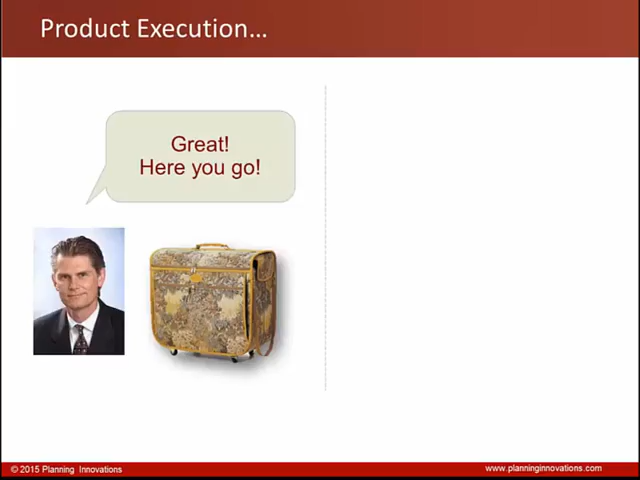 Product Execution...
Great!
Here you go!
© 2015 Planning Innovations
www.planninginnovations.com